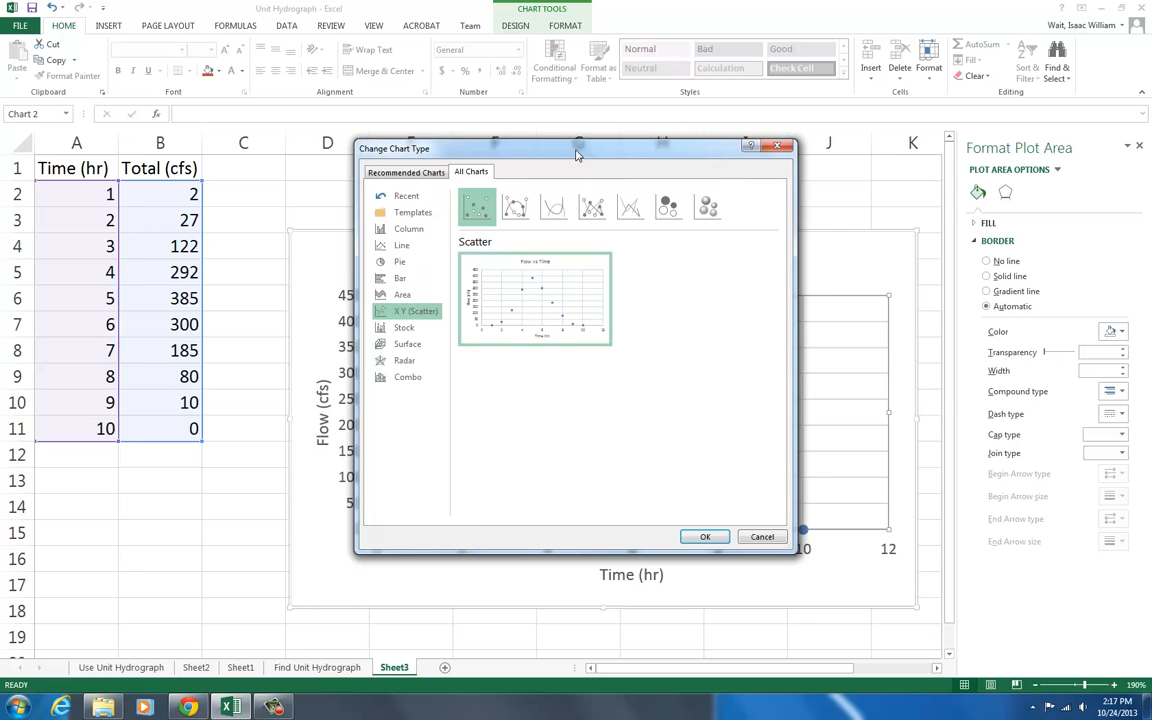 Unit Hydrograph - Excel
CHART TOOLS
FILE HOME INSERT PAGE LAYOUT FORMULAS DATA REVIEW VIEW ACROBAT Team DESIGN FORMAT
Wait, Isaac William
Paste
Cut
Copy
Format Painter
Clipboard
Font
Wrap Text
Merge & Center
Alignment
General
Number
Conditional Formatting
Format as Table
Normal Bad Good
Neutral Calculation Check Cell
Styles
Insert Delete Format
Cells
AutoSum
Fill
Clear
Sort & Filter
Find & Select
Editing
Chart 2
A B C D J K
1 Time (hr) Total (cfs)
2 1 2
3 2 27
4 3 122
5 4 292
6 5 385
7 6 300
8 7 185
9 8 80
10 9 10
11 10 0
12
13
14
15
16
17
18
19
Flow (cfs)
10 12
Time (hr)
Change Chart Type
Recommended Charts All Charts
Recent
Templates
Column
Line
Pie
Bar
Area
X Y (Scatter)
Stock
Surface
Radar
Combo
Scatter
Flow vs Time
Time (hr)
OK Cancel
Format Plot Area
PLOT AREA OPTIONS
FILL
BORDER
No line
Solid line
Gradient line
Automatic
Color
Transparency
Width
Compound type
Dash type
Cap type
Join type
Begin Arrow type
Begin Arrow size
End Arrow type
End Arrow size
Use Unit Hydrograph Sheet2 Sheet1 Find Unit Hydrograph Sheet3
READY
190%
2:17 PM
10/24/2013